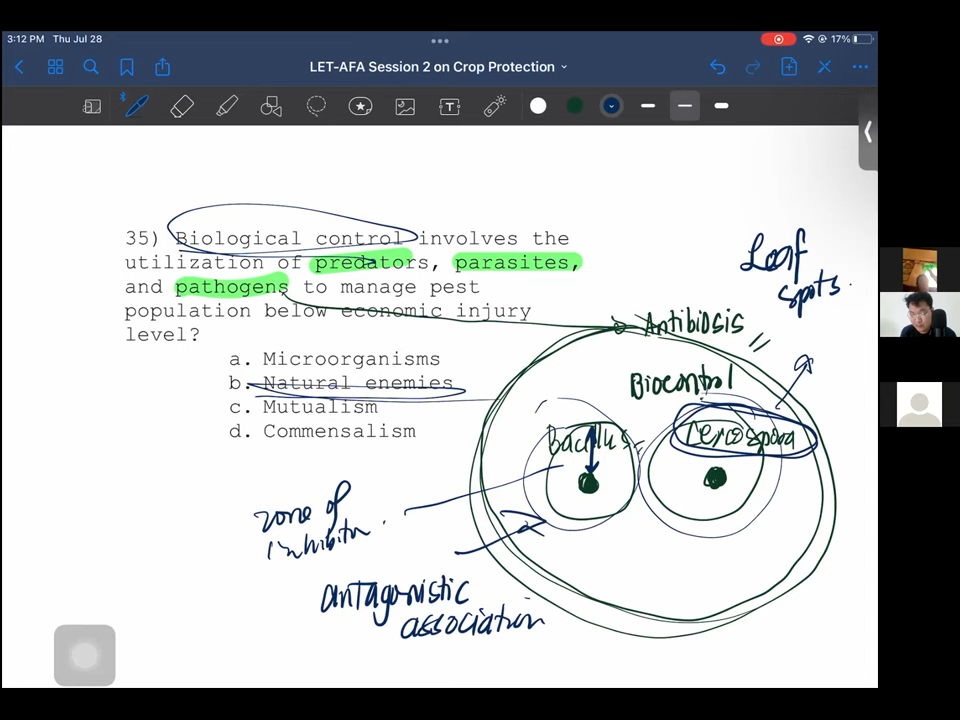 3:12 PM Thu Jul 28
17%
LET-AFA Session 2 on Crop Protection
35) Biological control involves the
utilization of predators, parasites,
and pathogens to manage pest
population below economic injury
level?
a. Microorganisms
b. Natural enemies
c. Mutualism
d. Commensalism
Leaf
spots
Antibiosis
Biocontrol
bacillus
cercospora
zone of
antagonistic
association